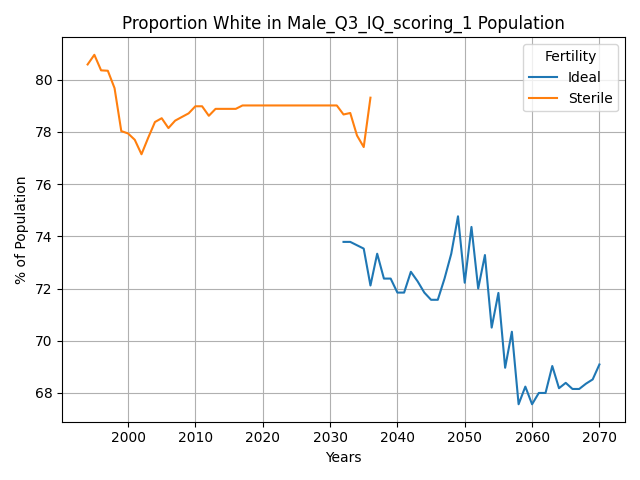 Proportion White in Male_Q3_IQ_scoring_1 Population
Fertility
Ideal
Sterile
% of Population
80
78
76
74
72
70
68
2000 2010 2020 2030 2040 2050 2060 2070
Years